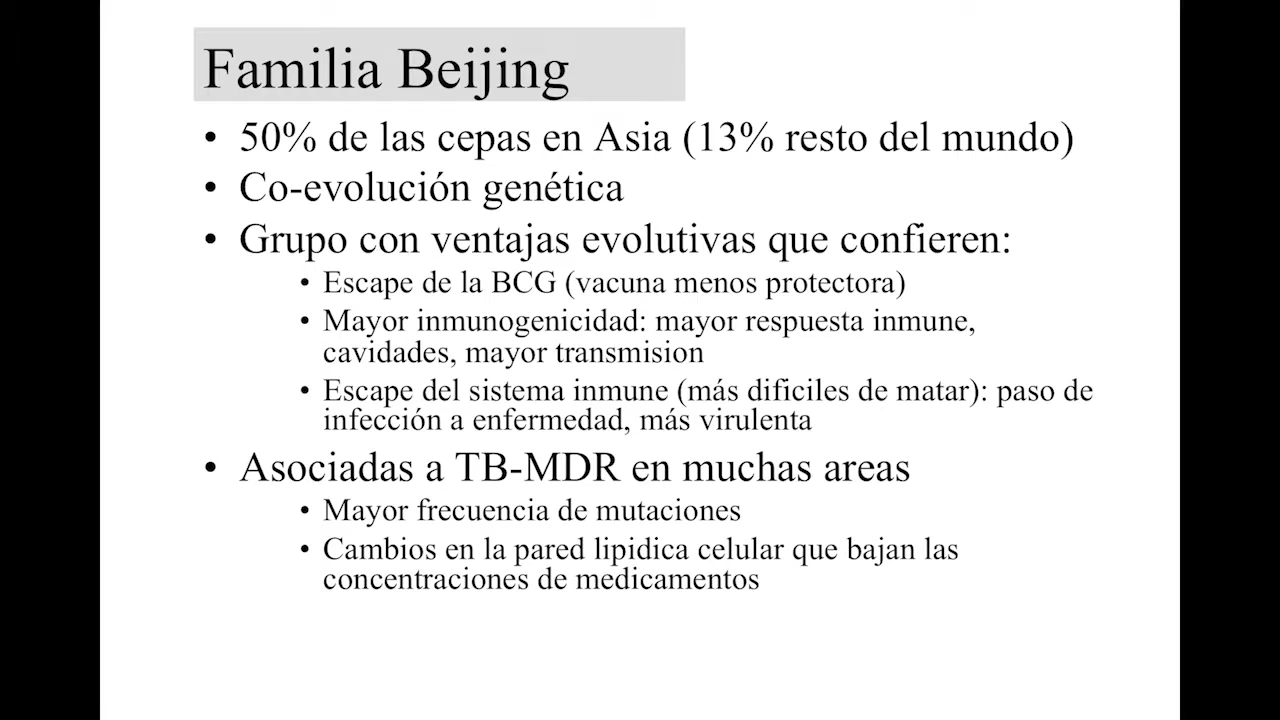 Familia Beijing
• 50% de las cepas en Asia (13% resto del mundo)
• Co-evolución genética
• Grupo con ventajas evolutivas que confieren:
• Escape de la BCG (vacuna menos protectora)
• Mayor inmunogenicidad: mayor respuesta inmune,
cavidades, mayor transmision
• Escape del sistema inmune (más dificiles de matar): paso de
infección a enfermedad, más virulenta
• Asociadas a TB-MDR en muchas areas
• Mayor frecuencia de mutaciones
• Cambios en la pared lipidica celular que bajan las
concentraciones de medicamentos